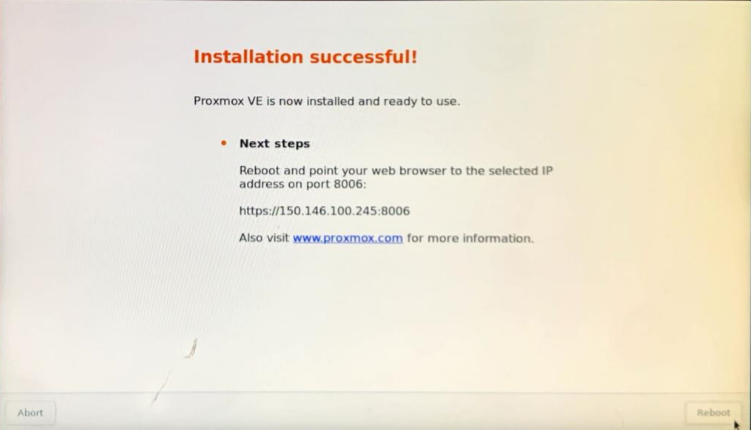 Installation successful!
Proxmox VE is now installed and ready to use.
Next steps
Reboot and point your web browser to the selected IP
address on port 8006:
https://150.146.100.245:8006
Also visit www.proxmox.com for more information.
Abort
Reboot